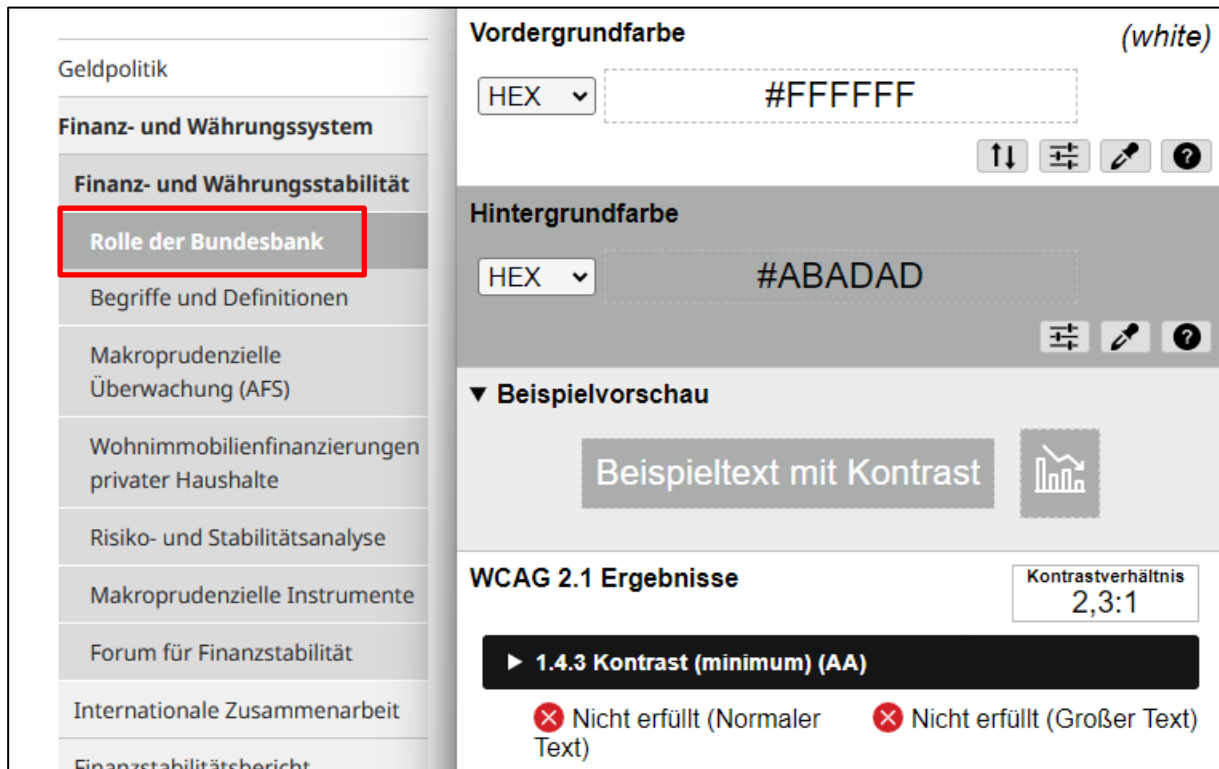 Geldpolitik
Finanz- und Währungssystem
Finanz- und Währungsstabilität
Rolle der Bundesbank
Begriffe und Definitionen
Makroprudenzielle
Überwachung (AFS)
Wohnimmobilienfinanzierungen
privater Haushalte
Risiko- und Stabilitätsanalyse
Makroprudenzielle Instrumente
Forum für Finanzstabilität
Internationale Zusammenarbeit
Finanzstabilitätsbericht
Vordergrundfarbe (white)
HEX #FFFFFF
Hintergrundfarbe
HEX #ABADAD
▼ Beispielvorschau
Beispieltext mit Kontrast
WCAG 2.1 Ergebnisse
Kontrastverhältnis
2,3:1
▶ 1.4.3 Kontrast (minimum) (AA)
Nicht erfüllt (Normaler
Text)
Nicht erfüllt (Großer Text)